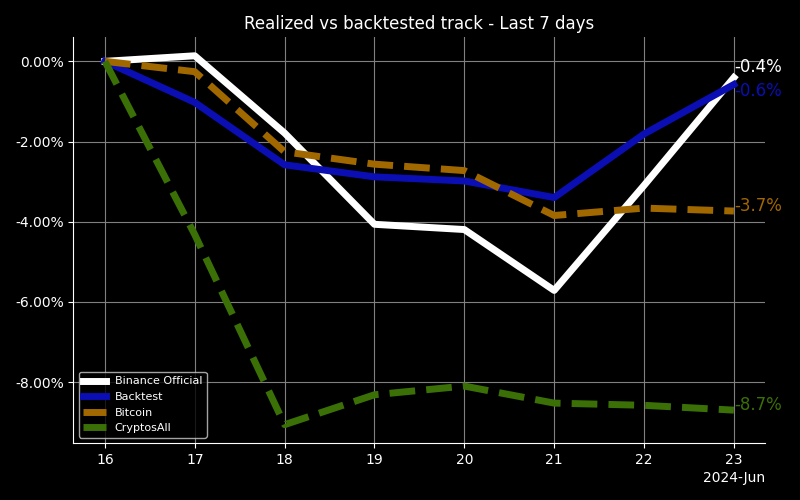 Realized vs backtested track - Last 7 days
0.00%
-2.00%
-4.00%
-6.00%
-8.00%
-0.4%
-0.6%
-3.7%
-8.7%
Binance Official
Backtest
Bitcoin
CryptosAll
16 17 18 19 20 21 22 23
2024-Jun